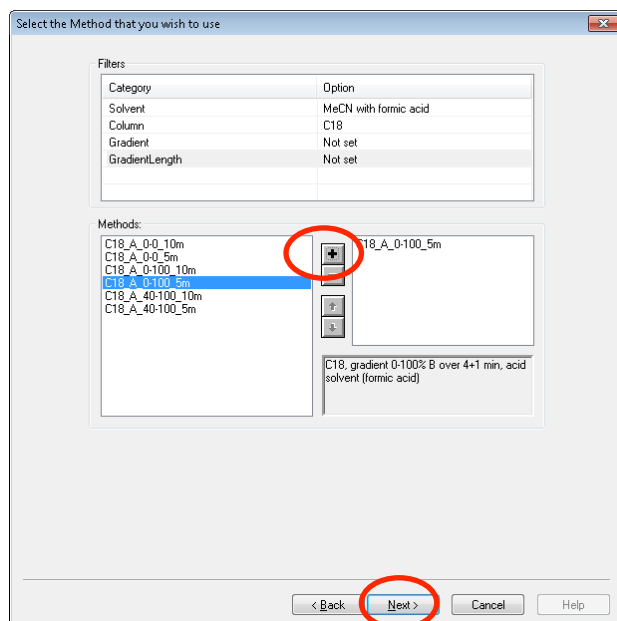 Select the Method that you wish to use
Filters
Category Option
Solvent MeCN with formic acid
Column C18
Gradient Not set
GradientLength Not set
Methods:
C18_A_0-0_10m
C18_A_0-0_5m
C18_A_0-100_10m
C18_A_0-100_5m
C18_A_40-100_10m
C18_A_40-100_5m
C18_A_0-100_5m
C18, gradient 0-100% B over 4+1 min, acid
solvent (formic acid)
< Back Next > Cancel Help